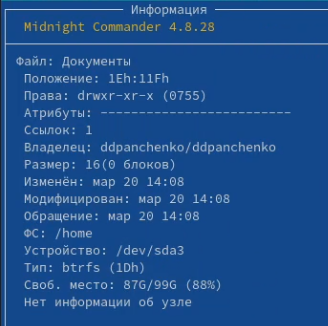 Информация
Midnight Commander 4.8.28
Файл: Документы
Положение: 1Eh:11Fh
Права: drwxr-xr-x (0755)
Атрибуты: -------------------------
Ссылок: 1
Владелец: ddpanchenko/ddpanchenko
Размер: 16(0 блоков)
Изменён: мар 20 14:08
Модифицирован: мар 20 14:08
Обращение: мар 20 14:08
ФС: /home
Устройство: /dev/sda3
Тип: btrfs (1Dh)
Своб. место: 87G/99G (88%)
Нет информации об узле